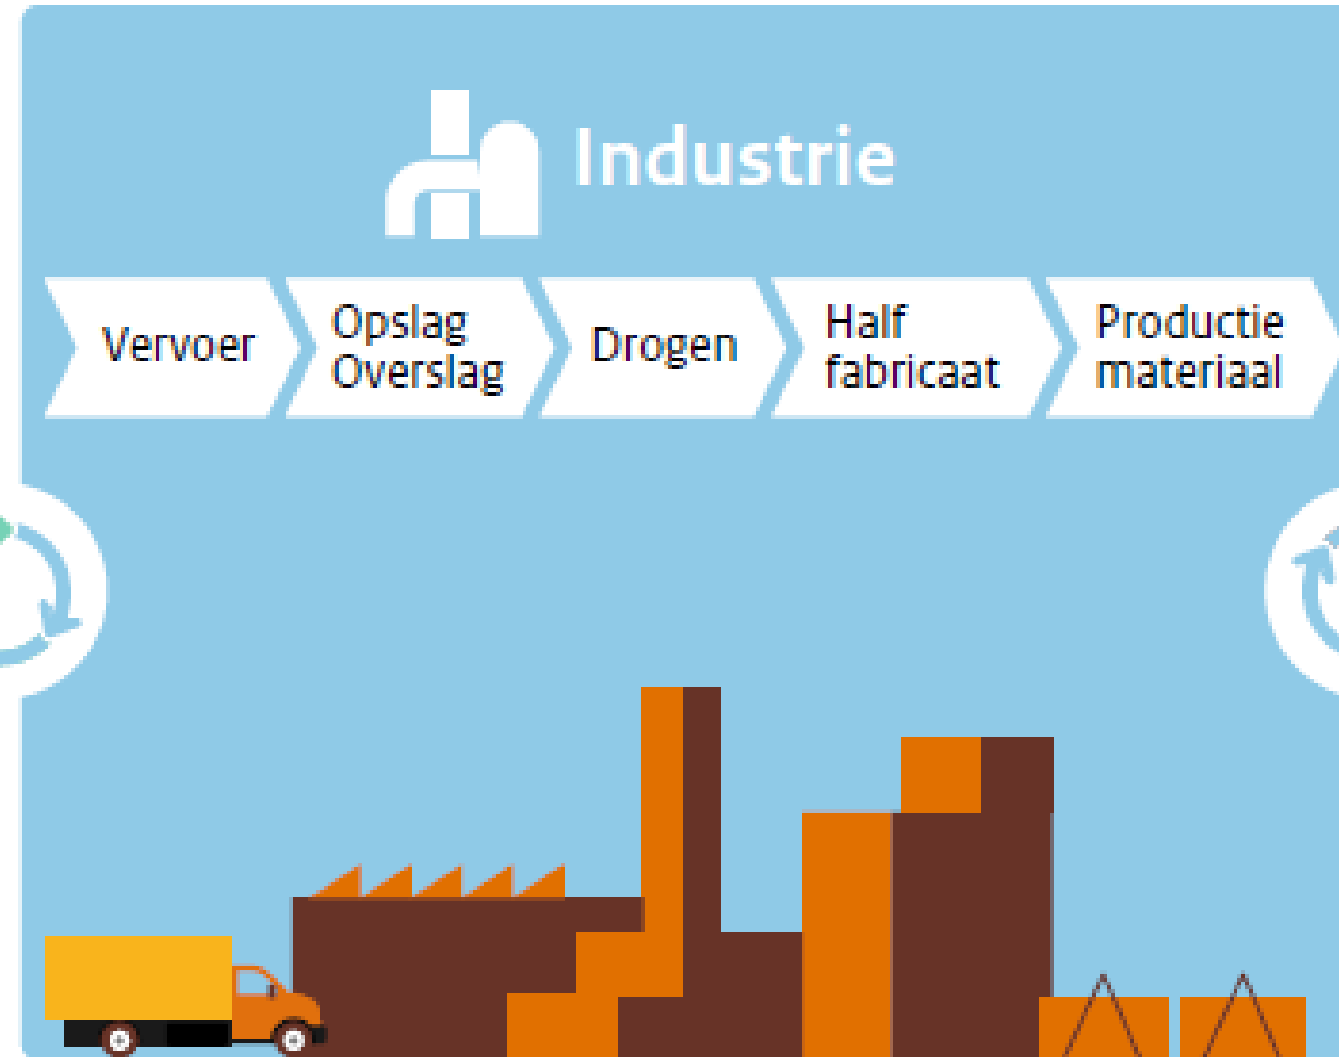 Industrie
Vervoer
Opslag
Overslag
Drogen
Half
fabricaat
Productie
materiaal